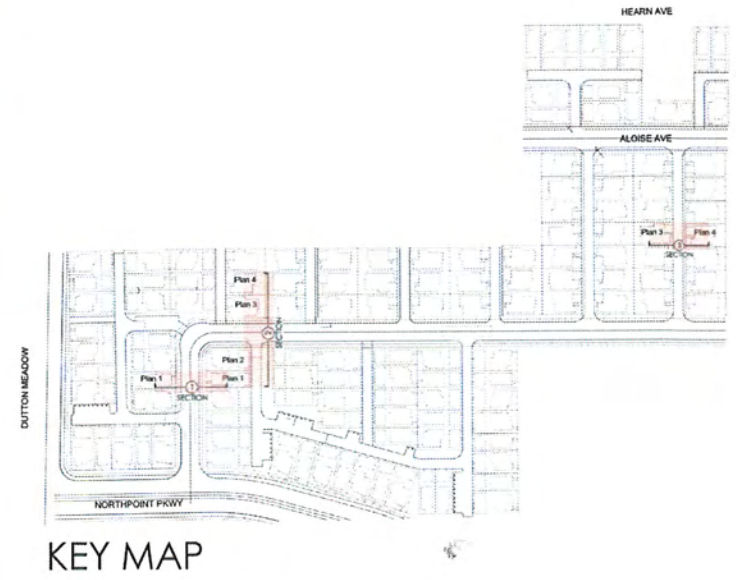 HEARN AVE
ALOISE AVE
Plan 3
Plan 4
SECTION
Plan 4
Plan 3
SECTION
Plan 2
Plan 1
Plan 1
SECTION
DUTTON MEADOW
NORTHPOINT PKWY
KEY MAP